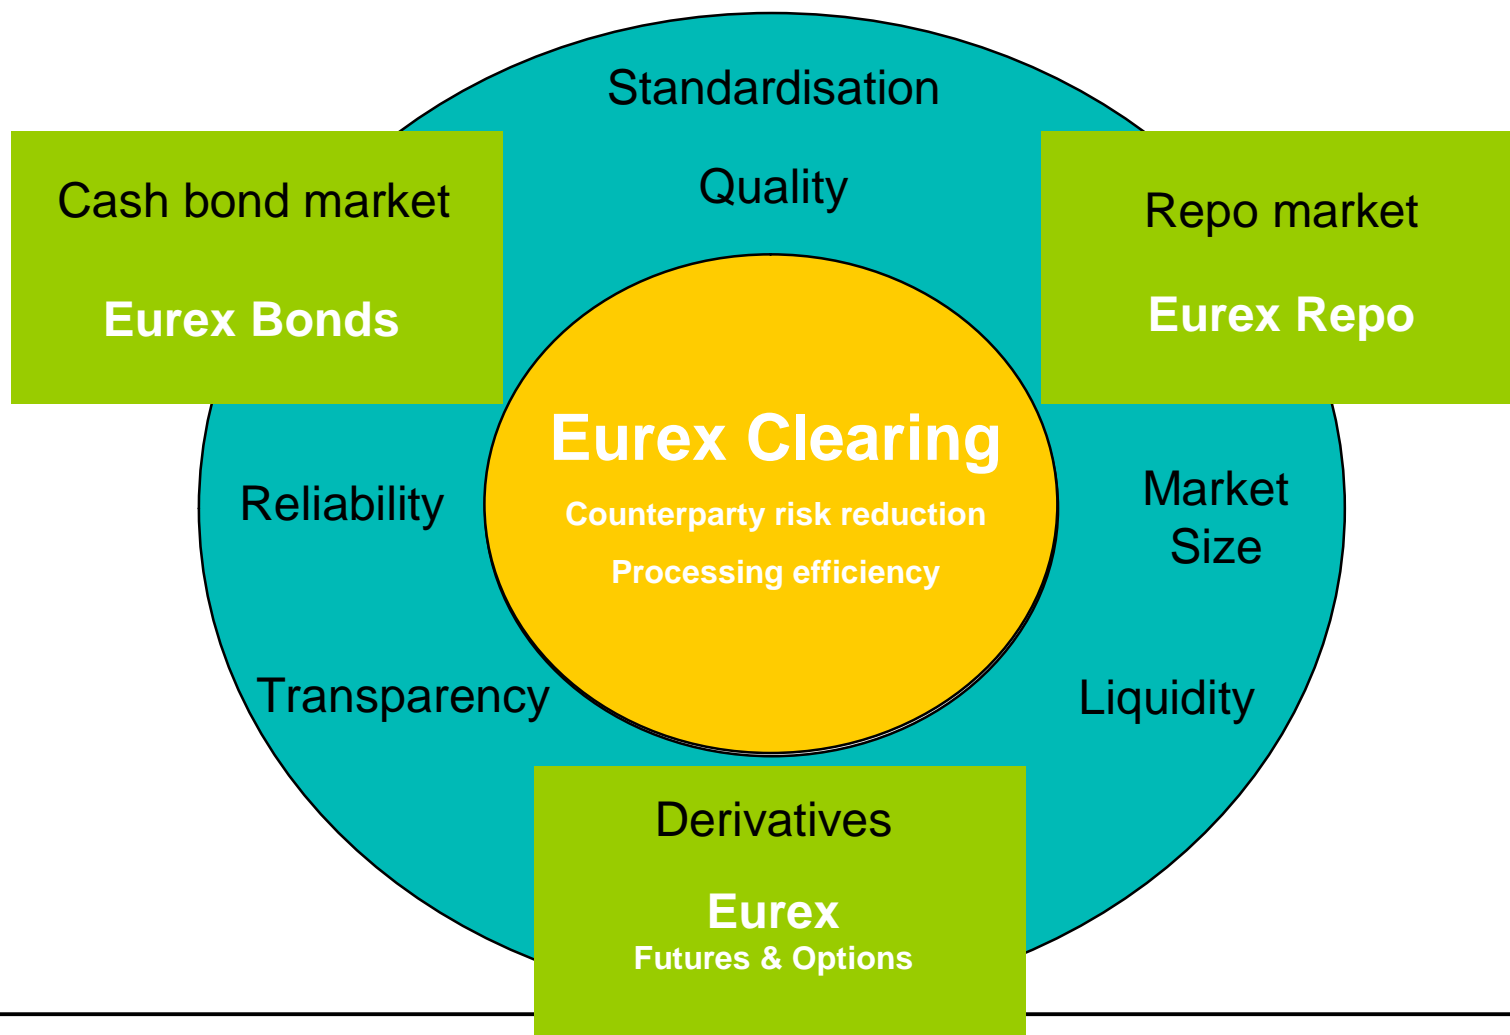 Standardisation
Quality
Cash bond market
Eurex Bonds
Repo market
Eurex Repo
Eurex Clearing
Counterparty risk reduction
Processing efficiency
Reliability
Market
Size
Transparency
Liquidity
Derivatives
Eurex
Futures & Options